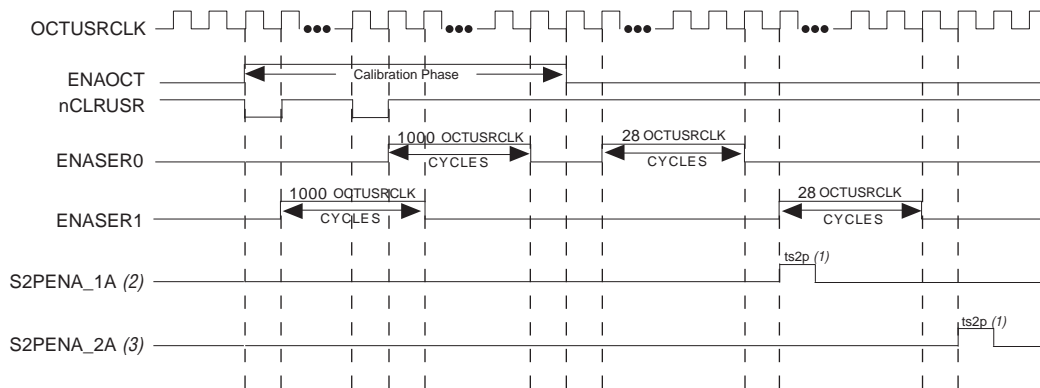 OCTUSRCLK
ENAOCT
Calibration Phase
nCLRUSR
1000 OCTUSRCLK
28 OCTUSRCLK
ENASER0
CYCLES
CYCLES
1000 OCTUSRCLK
28 OCTUSRCLK
ENASER1
CYCLES
CYCLES
ts2p (1)
S2PENA_1A (2)
ts2p (1)
S2PENA_2A (3)